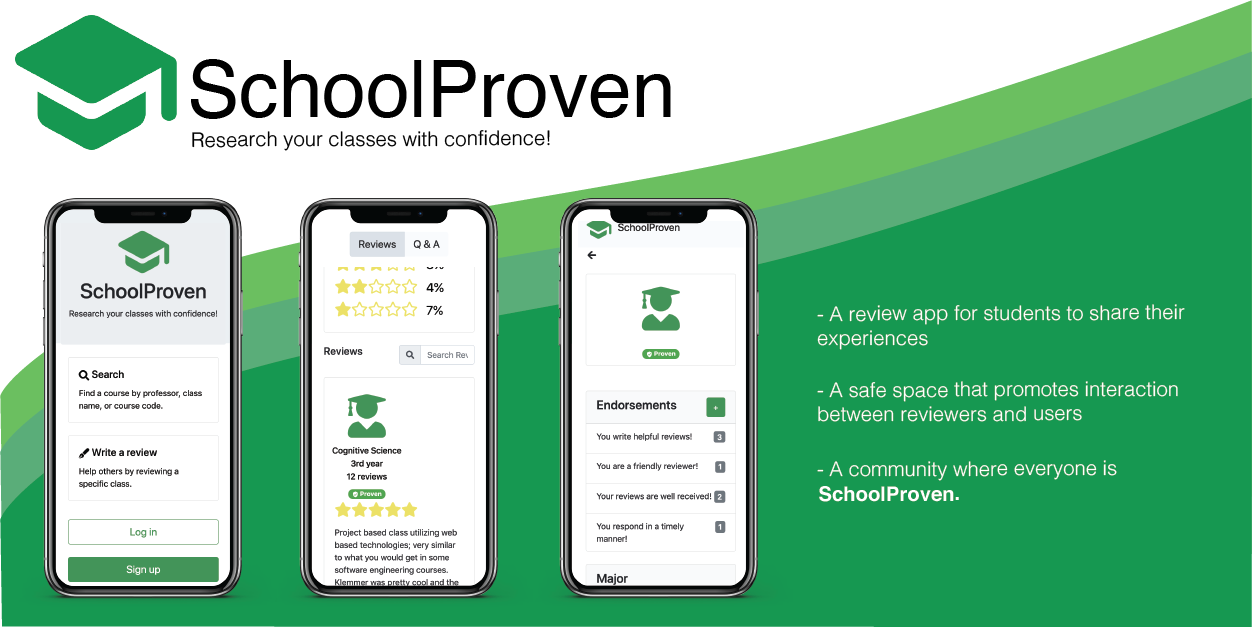 SchoolProven
Research your classes with confidence!
SchoolProven
Research your classes with confidence!
Search
Find a course by professor, class
name, or course code.
Write a review
Help others by reviewing a
specific class.
Log in
Sign up
Reviews Q & A
4%
7%
Reviews
Search Rev
Cognitive Science
3rd year
12 reviews
Proven
Project based class utilizing web
based technologies; very similar
to what you would get in some
software engineering courses.
Klemmer was pretty cool and the
SchoolProven
Proven
Endorsements +
You write helpful reviews! 3
You are a friendly reviewer! 1
Your reviews are well received! 2
You respond in a timely
manner! 1
Major
- A review app for students to share their
experiences
- A safe space that promotes interaction
between reviewers and users
- A community where everyone is
SchoolProven.